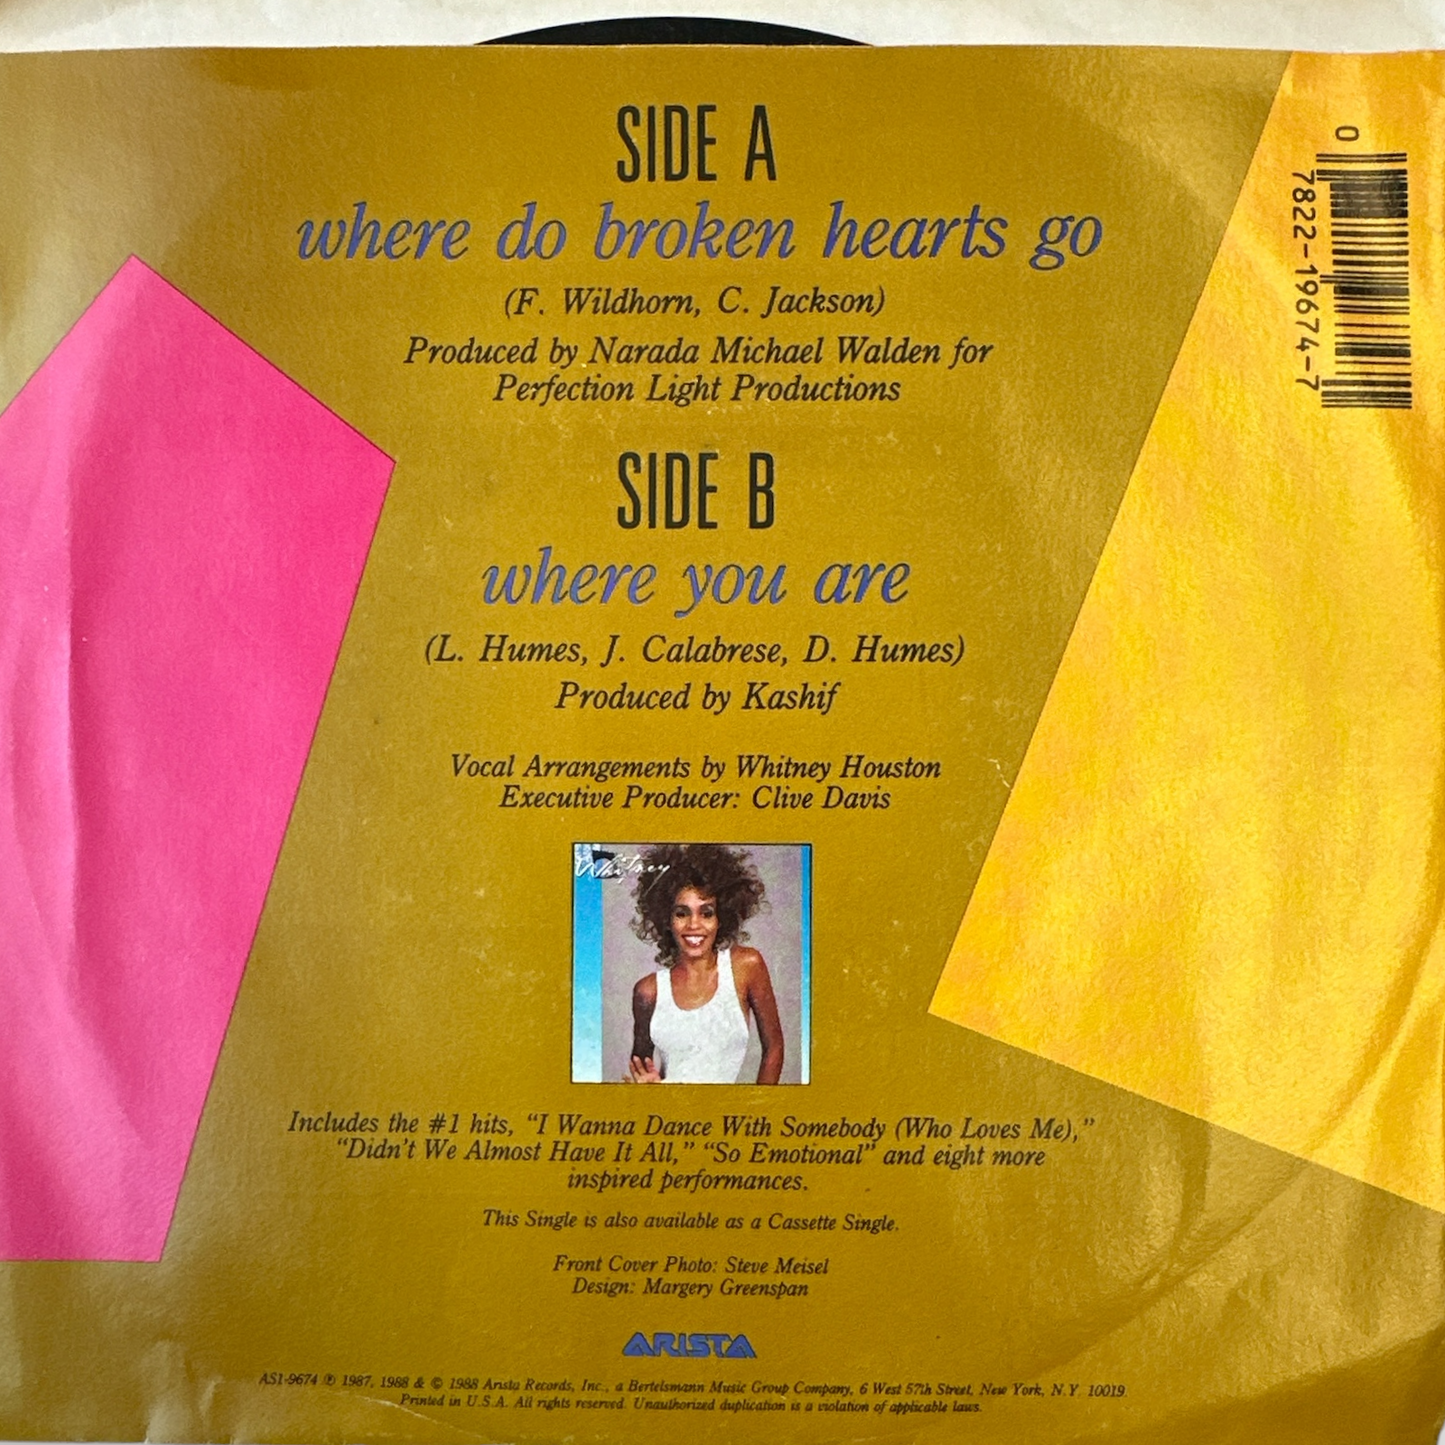 SIDE A
where do broken hearts go
(F. Wildhorn, C. Jackson)
Produced by Narada Michael Walden for
Perfection Light Productions
SIDE B
where you are
(L. Humes, J. Calabrese, D. Humes)
Produced by Kashif
Vocal Arrangements by Whitney Houston
Executive Producer: Clive Davis
Whitney
Includes the #1 hits, “I Wanna Dance With Somebody (Who Loves Me),”
“Didn’t We Almost Have It All,” “So Emotional” and eight more
inspired performances.
This Single is also available as a Cassette Single.
Front Cover Photo: Steve Meisel
Design: Margery Greenspan
ARISTA
AS1-9674 ℗ 1987, 1988 & © 1988 Arista Records, Inc., a Bertelsmann Music Group Company, 6 West 57th Street, New York, N.Y. 10019.
Printed in U.S.A. All rights reserved. Unauthorized duplication is a violation of applicable laws.
0
7822-19674-7